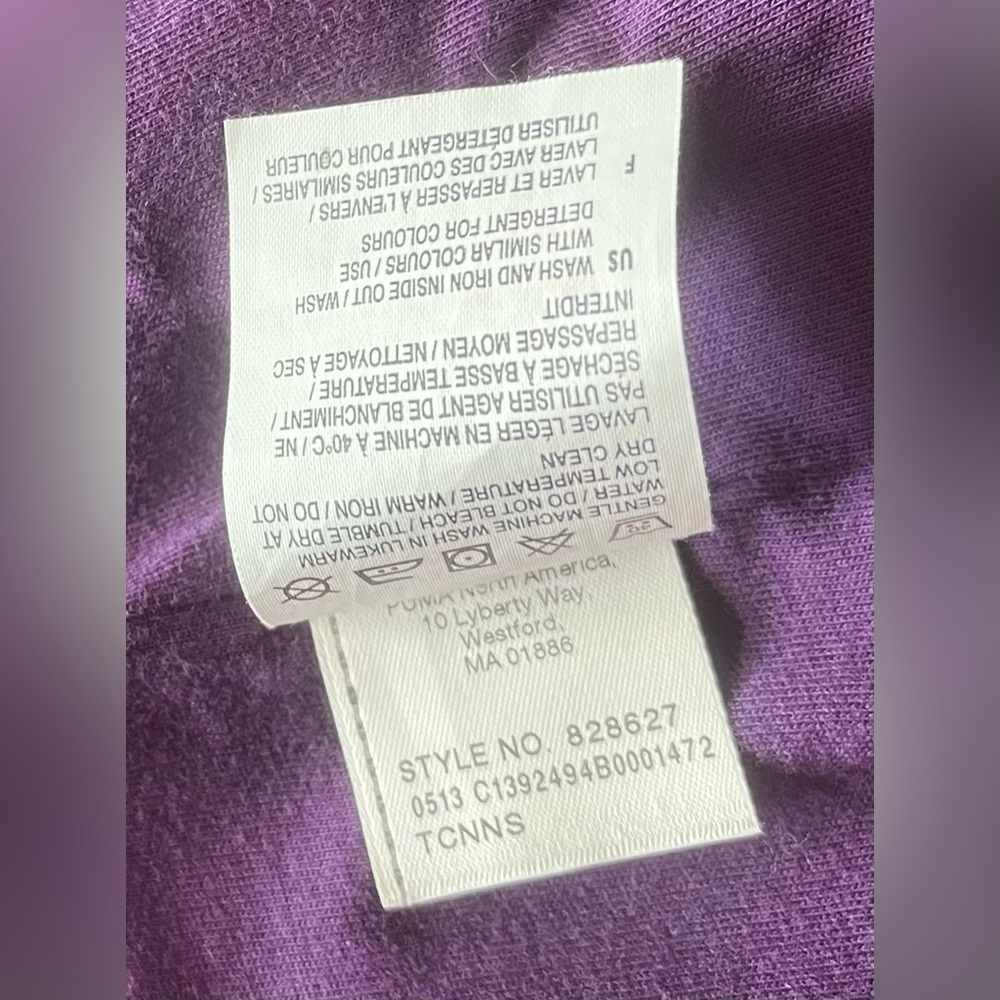 GENTILE MACHINE WASH IN LUKEWARM
WATER / DO NOT BLEACH / TUMBLE DRY AT
LOW TEMPERATURE / WARM IRON / DO NOT
DRY CLEAN
LAVAGE LÉGER EN MACHINE À 40°C / NE
PAS UTILISER AGENT DE BLANCHIMENT /
SÉCHAGE À BASSE TEMPERATURE /
REPASSAGE MOYEN / NETTOYAGE À SEC
INTERDIT
US WASH AND IRON INSIDE OUT / WASH
WITH SIMILAR COLOURS / USE
DETERGENT FOR COLOURS
F LAVER ET REPASSER À L'ENVERS /
LAVER AVEC DES COULEURS SIMILAIRES /
UTILISER DÉTERGEANT POUR COULEUR
PUMA North America,
10 Lyberty Way,
Westford,
MA 01886
STYLE NO. 828627
0513 C1392494B0001472
TCNNS